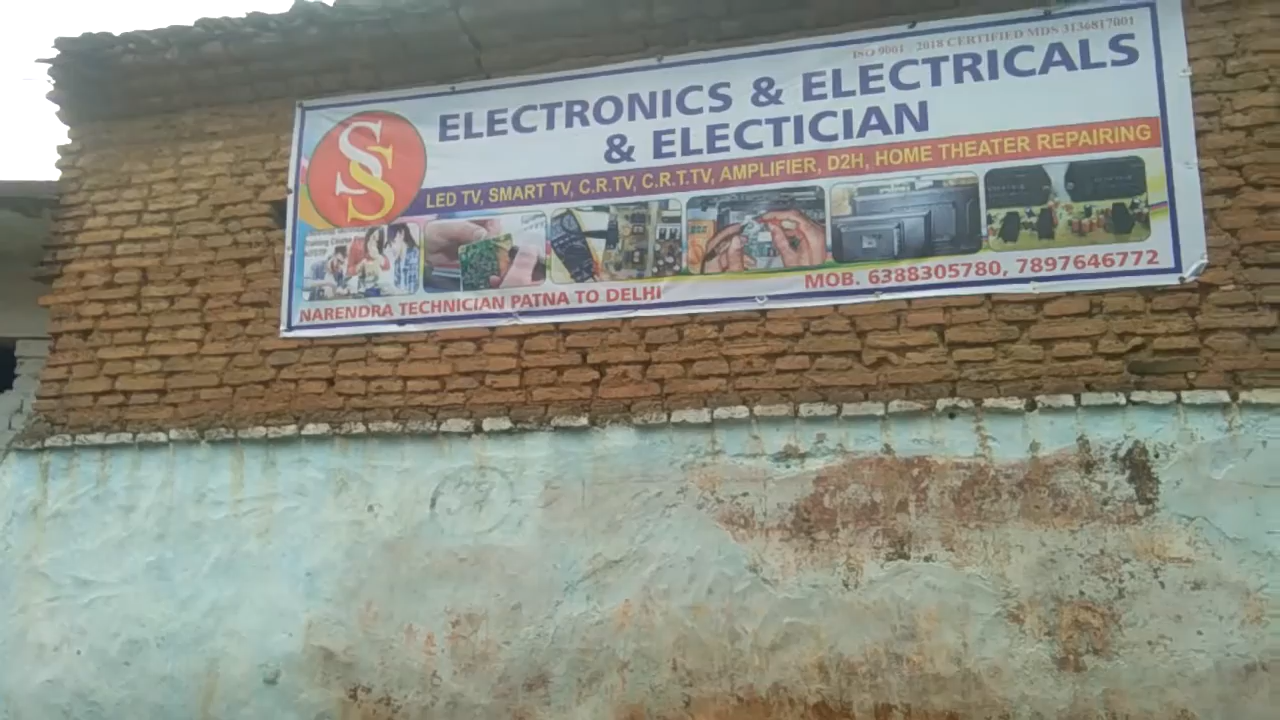 ISO 9001 : 2018 CERTIFIED MDS 3136817001
SS
ELECTRONICS & ELECTRICALS
& ELECTICIAN
LED TV, SMART TV, C.R.TV, C.R.T.TV, AMPLIFIER, D2H, HOME THEATER REPAIRING
NARENDRA TECHNICIAN PATNA TO DELHI
MOB. 6388305780, 7897646772